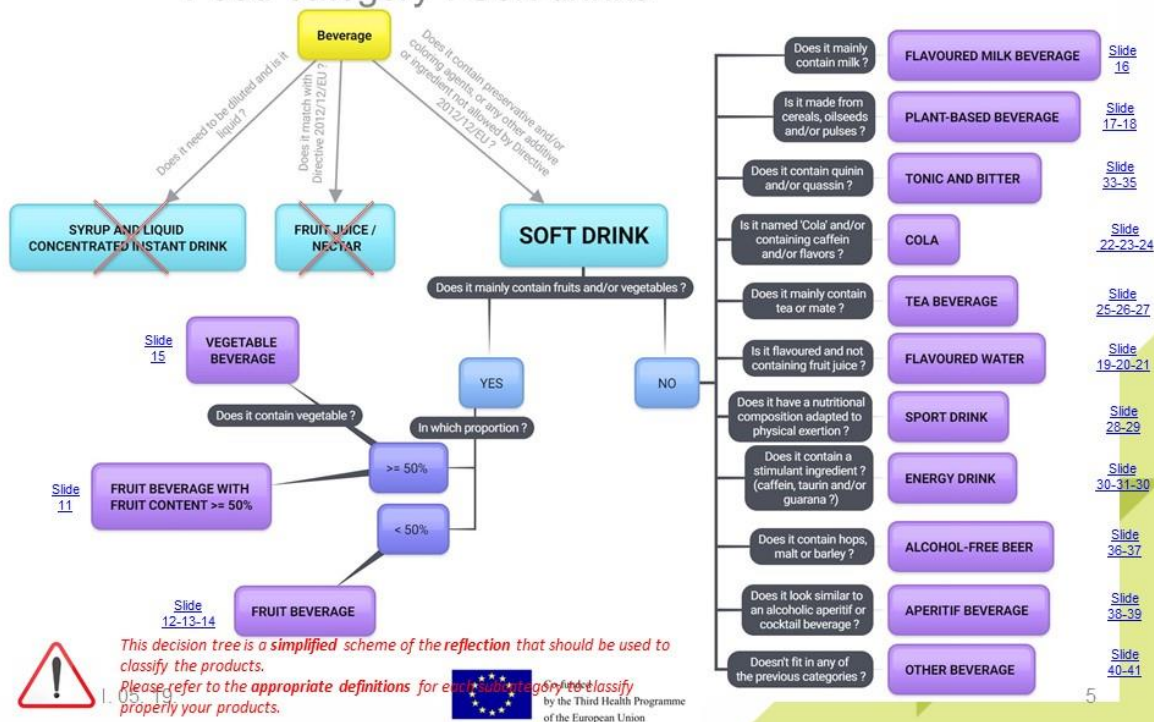 Beverage
Does it need to be diluted and is it
liquid ?
Does it match with
Directive 2012/12/EU ?
Does it contain preservative and/or
coloring agents, or any other additive
or ingredient not allowed by Directive
2012/12/EU ?
SYRUP AND LIQUID
CONCENTRATED INSTANT DRINK
FRUIT JUICE /
NECTAR
SOFT DRINK
Does it mainly contain fruits and/or vegetables ?
YES
NO
In which proportion ?
>= 50%
< 50%
Does it contain vegetable ?
Slide
15
VEGETABLE
BEVERAGE
Slide
11
FRUIT BEVERAGE WITH
FRUIT CONTENT >= 50%
Slide
12-13-14
FRUIT BEVERAGE
Does it mainly
contain milk ?
FLAVOURED MILK BEVERAGE
Slide
16
Is it made from
cereals, oilseeds
and/or pulses ?
PLANT-BASED BEVERAGE
Slide
17-18
Does it contain quinin
and/or quassin ?
TONIC AND BITTER
Slide
33-35
Is it named 'Cola' and/or
containing caffein
and/or flavors ?
COLA
Slide
22-23-24
Does it mainly contain
tea or mate ?
TEA BEVERAGE
Slide
25-26-27
Is it flavoured and not
containing fruit juice ?
FLAVOURED WATER
Slide
19-20-21
Does it have a nutritional
composition adapted to
physical exertion ?
SPORT DRINK
Slide
28-29
Does it contain a
stimulant ingredient ?
(caffein, taurin and/or
guarana ?)
ENERGY DRINK
Slide
30-31-30
Does it contain hops,
malt or barley ?
ALCOHOL-FREE BEER
Slide
36-37
Does it look similar to
an alcoholic aperitif or
cocktail beverage ?
APERITIF BEVERAGE
Slide
38-39
Doesn't fit in any of
the previous categories ?
OTHER BEVERAGE
Slide
40-41
This decision tree is a simplified scheme of the reflection that should be used to
classify the products.
Please refer to the appropriate definitions for each subcategory to classify
properly your products.
Co-funded
by the Third Health Programme
of the European Union
5